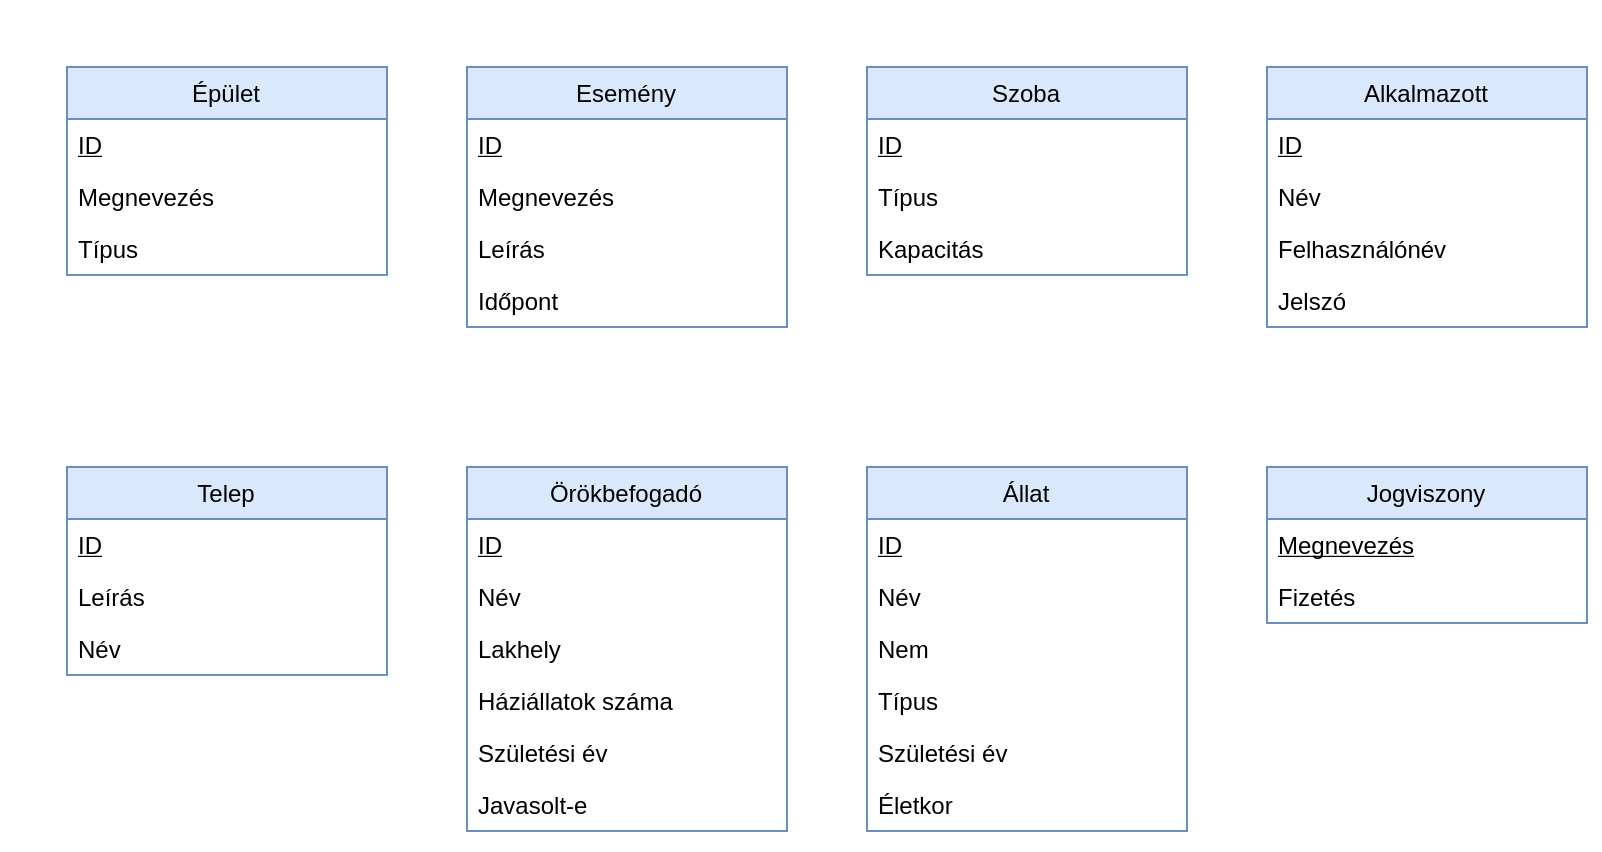 Épület
ID
Megnevezés
Típus
Esemény
ID
Megnevezés
Leírás
Időpont
Szoba
ID
Típus
Kapacitás
Alkalmazott
ID
Név
Felhasználónév
Jelszó
Telep
ID
Leírás
Név
Örökbefogadó
ID
Név
Lakhely
Háziállatok száma
Születési év
Javasolt-e
Állat
ID
Név
Nem
Típus
Születési év
Életkor
Jogviszony
Megnevezés
Fizetés